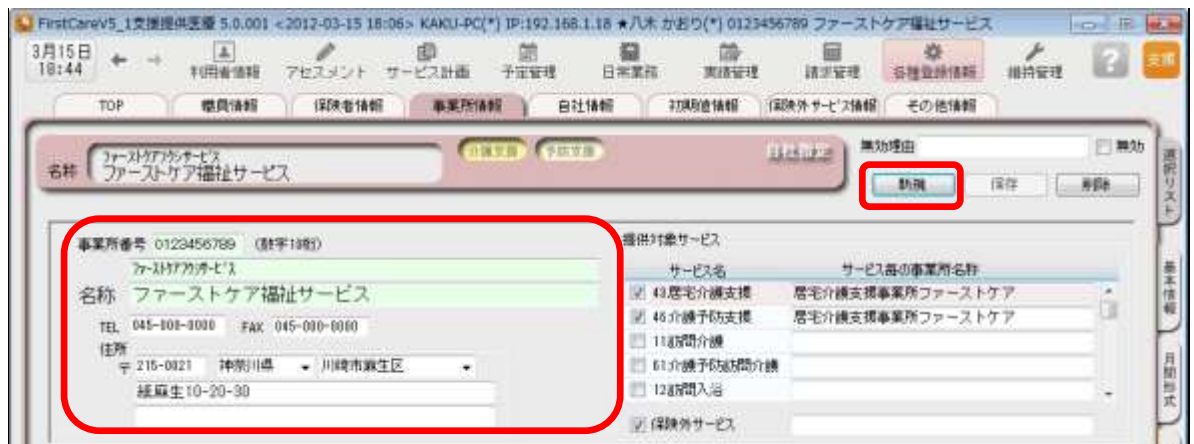 FirstCareV5_1支援提供医療 5.0.001 <2012-03-15 18:06> KAKU-PC(*) IP:192.168.1.18 ★八木 かおり(*) 0123456789 ファーストケア福祉サービス
3月15日
18:44
利用者情報 アセスメント サービス計画 予定管理 日常業務 実績管理 請求管理 各種登録情報 維持管理 ? 支援
TOP 職員情報 保険者情報 事業所情報 自社情報 初期値情報 保険外サービス情報 その他情報
名称
ファーストケアフクシサービス
ファーストケア福祉サービス
介護支援 予防支援
無効理由 無効
新規 保存 削除
選択リスト
事業所番号 0123456789 (数字10桁)
ファーストケアフクシサービス
名称 ファーストケア福祉サービス
TEL 045-000-0000 FAX 045-000-0000
住所
〒 215-0021 神奈川県 川崎市麻生区
紙麻生10-20-30
提供対象サービス
サービス名 サービス毎の事業所名称
43居宅介護支援 居宅介護支援事業所ファーストケア
46介護予防支援 居宅介護支援事業所ファーストケア
11訪問介護
61介護予防訪問介護
12訪問入浴
保険外サービス
基本情報
月間形式